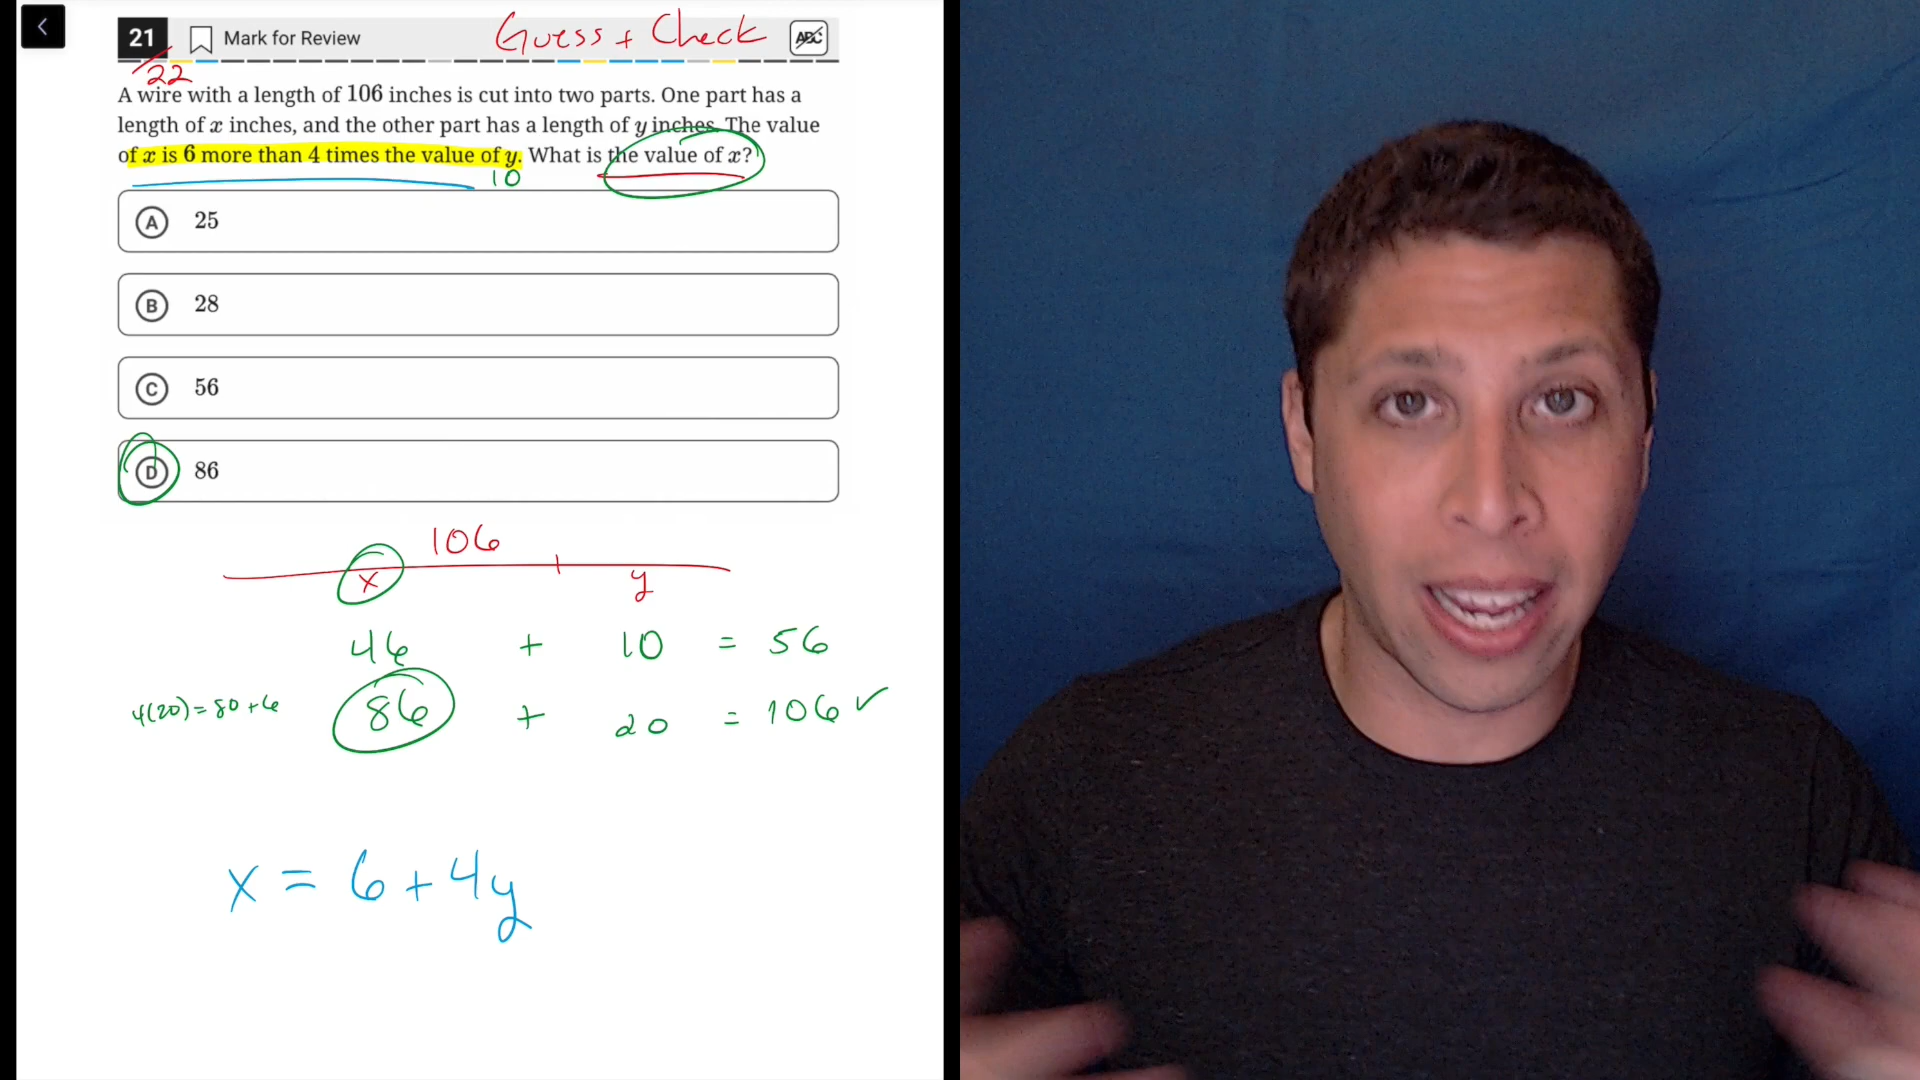 21 Mark for Review Guess + Check ABC
/22
A wire with a length of 106 inches is cut into two parts. One part has a
length of x inches, and the other part has a length of y inches. The value
of x is 6 more than 4 times the value of y. What is the value of x?
10
A 25
B 28
C 56
D 86
106
x y
46 + 10 = 56
4(20) = 80 + 6 86 + 20 = 106 ✓
x = 6 + 4y